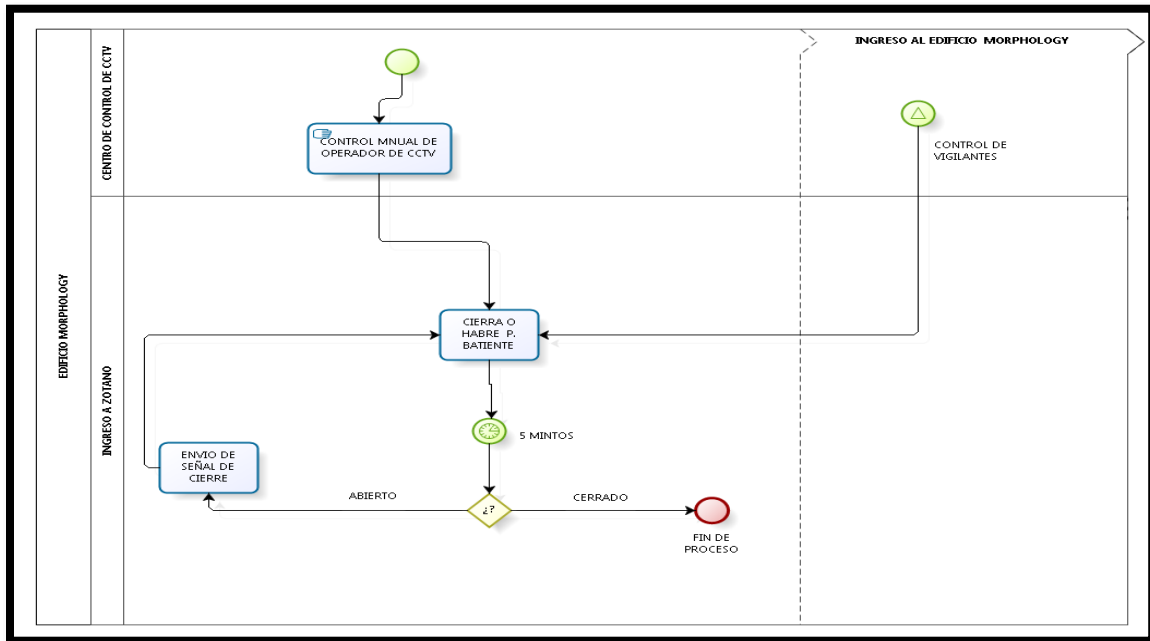 EDIFICIO MORPHOLOGY
CENTRO DE CONTROL DE CCTV
INGRESO AL EDIFICIO MORPHOLOGY
CONTROL MNUAL DE
OPERADOR DE CCTV
CONTROL DE
VIGILANTES
INGRESO A ZOTANO
CIERRA O
HABRE P.
BATIENTE
5 MINTOS
ENVIO DE
SEÑAL DE
CIERRE
ABIERTO
¿?
CERRADO
FIN DE
PROCESO